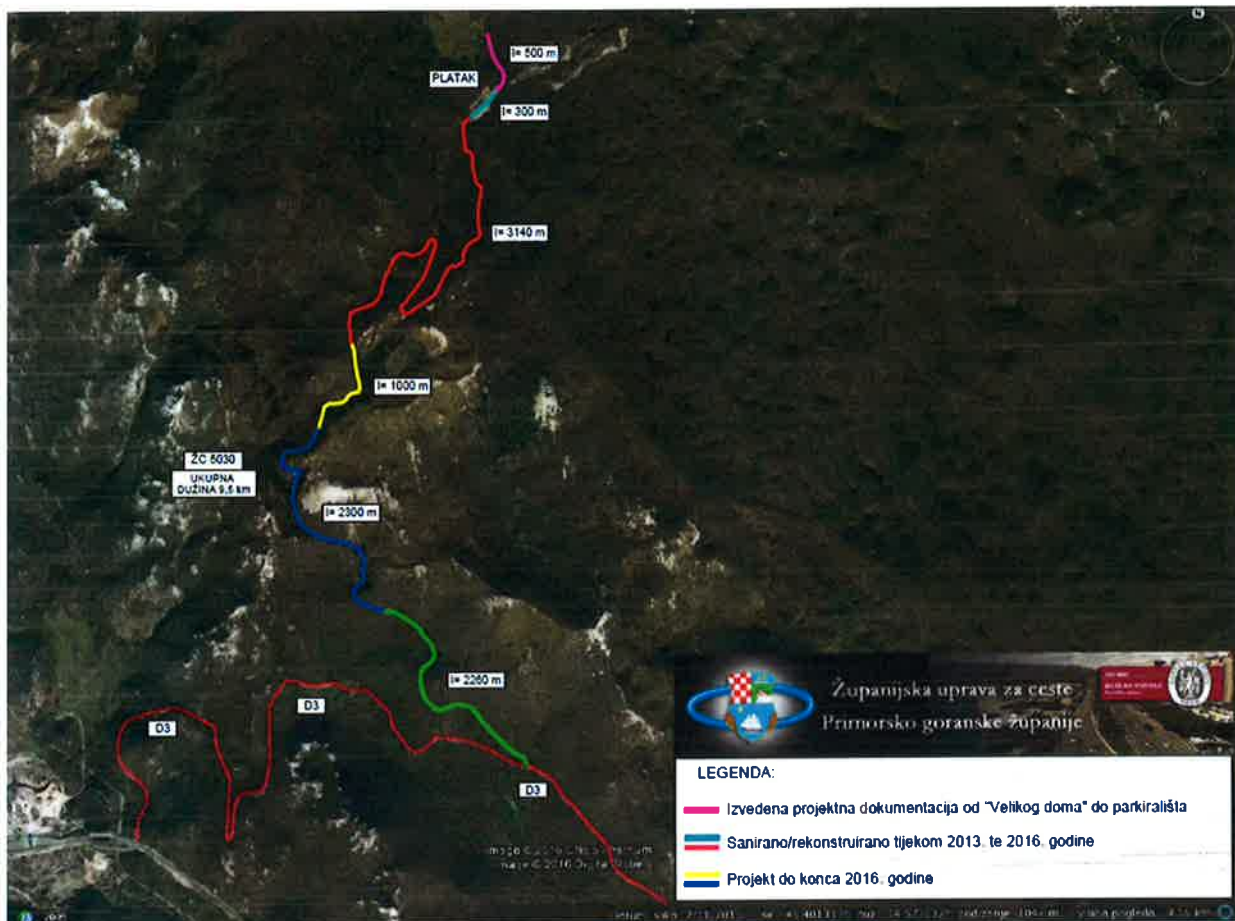 l= 500 m
PLATAK
l= 300 m
l= 3140 m
l= 1000 m
ŽC 5030
UKUPNA
DUŽINA 9,5 km
l= 2300 m
l= 2260 m
D3
D3
D3
Županijska uprava za ceste
Primorsko goranske županije
LEGENDA:
Izvedena projektna dokumentacija od "Velikog doma" do parkirališta
Sanirano/rekonstruirano tijekom 2013. te 2016. godine
Projekt do konca 2016. godine